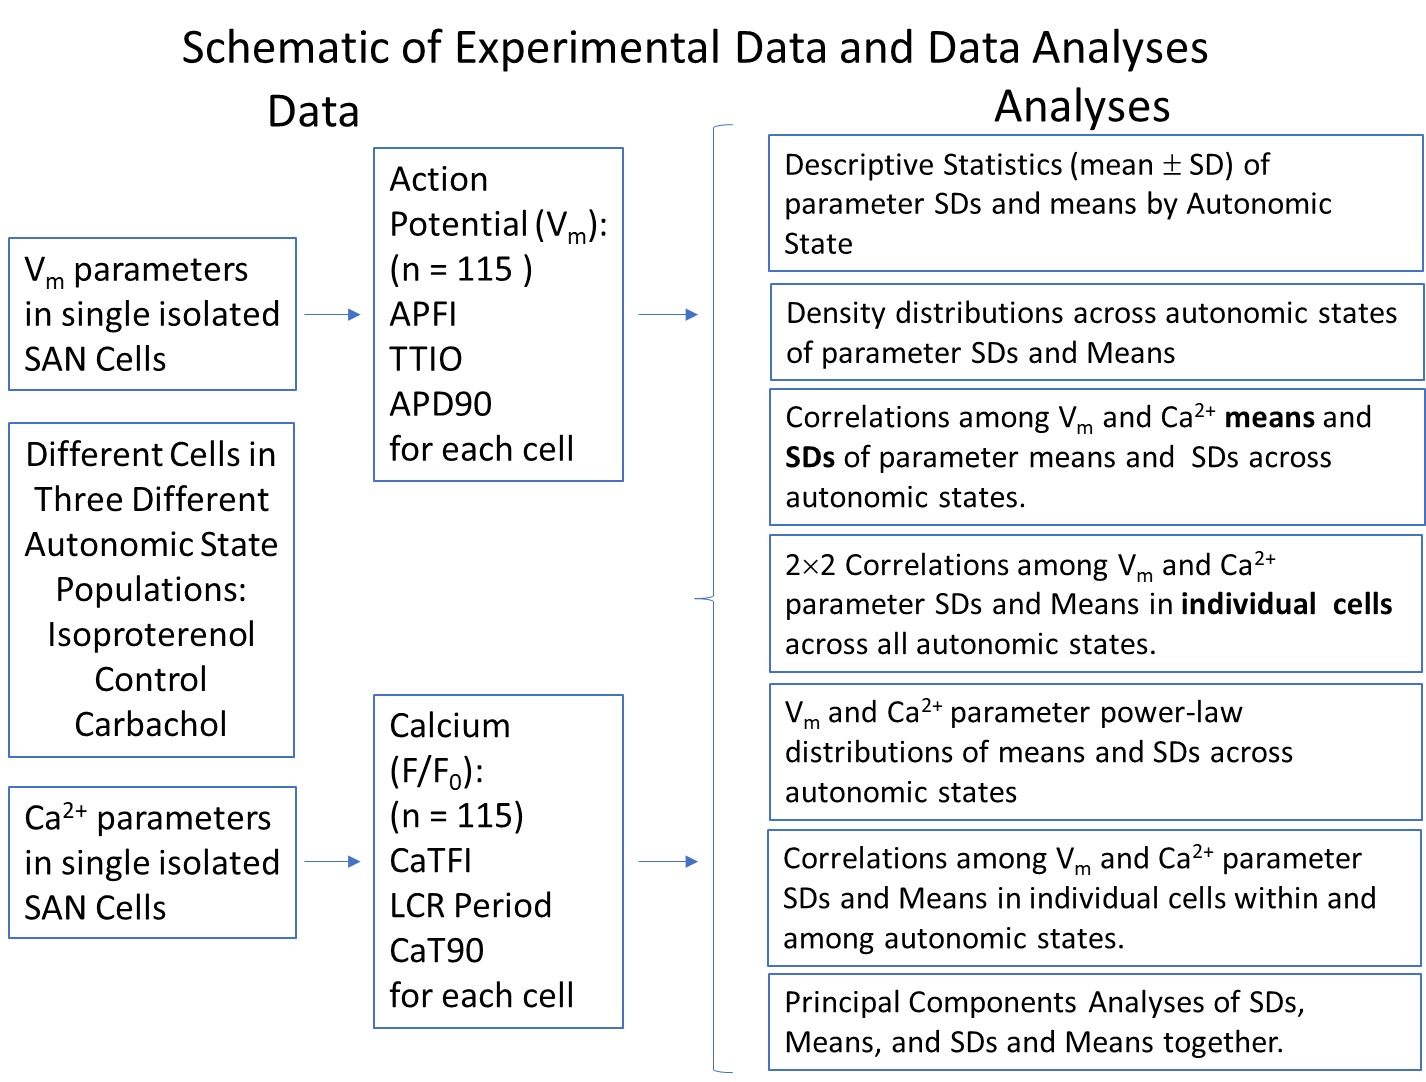 Schematic of Experimental Data and Data Analyses
Data
Analyses
Vm parameters
in single isolated
SAN Cells
Different Cells in
Three Different
Autonomic State
Populations:
Isoproterenol
Control
Carbachol
Ca2+ parameters
in single isolated
SAN Cells
Action
Potential (Vm):
(n = 115 )
APFI
TTIO
APD90
for each cell
Calcium
(F/F0):
(n = 115)
CaTFI
LCR Period
CaT90
for each cell
Descriptive Statistics (mean ± SD) of
parameter SDs and means by Autonomic
State
Density distributions across autonomic states
of parameter SDs and Means
Correlations among Vm and Ca2+ means and
SDs of parameter means and SDs across
autonomic states.
2×2 Correlations among Vm and Ca2+
parameter SDs and Means in individual cells
across all autonomic states.
Vm and Ca2+ parameter power-law
distributions of means and SDs across
autonomic states
Correlations among Vm and Ca2+ parameter
SDs and Means in individual cells within and
among autonomic states.
Principal Components Analyses of SDs,
Means, and SDs and Means together.